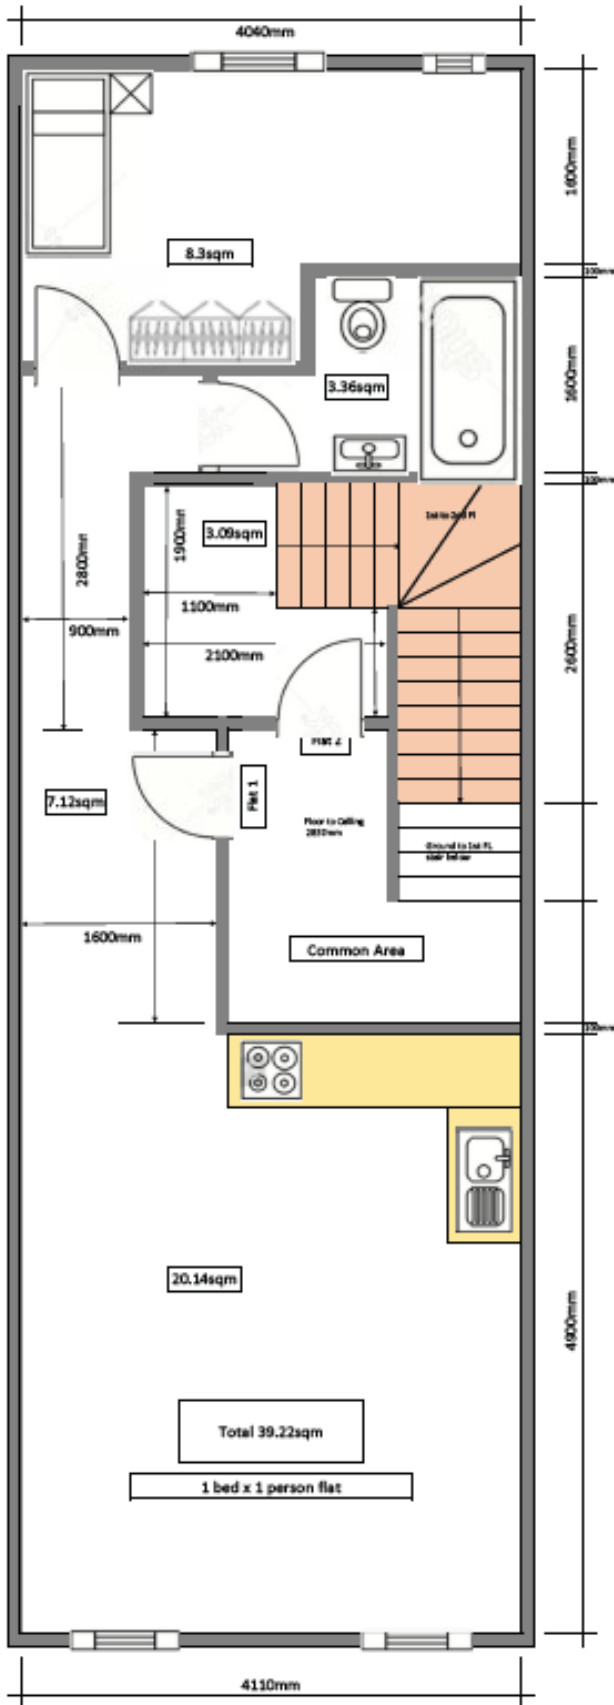 4040mm
1600mm
8.3sqm
100mm
3.36sqm
1600mm
100mm
3.09sqm
1900mm
2800mm
1100mm
900mm
2100mm
2600mm
Flat 2
7.12sqm
Flat 1
Floor to Ceiling
Ground to 1st FL
stair below
1600mm
Common Area
100mm
20.14sqm
4900mm
Total 39.22sqm
1 bed x 1 person flat
4110mm